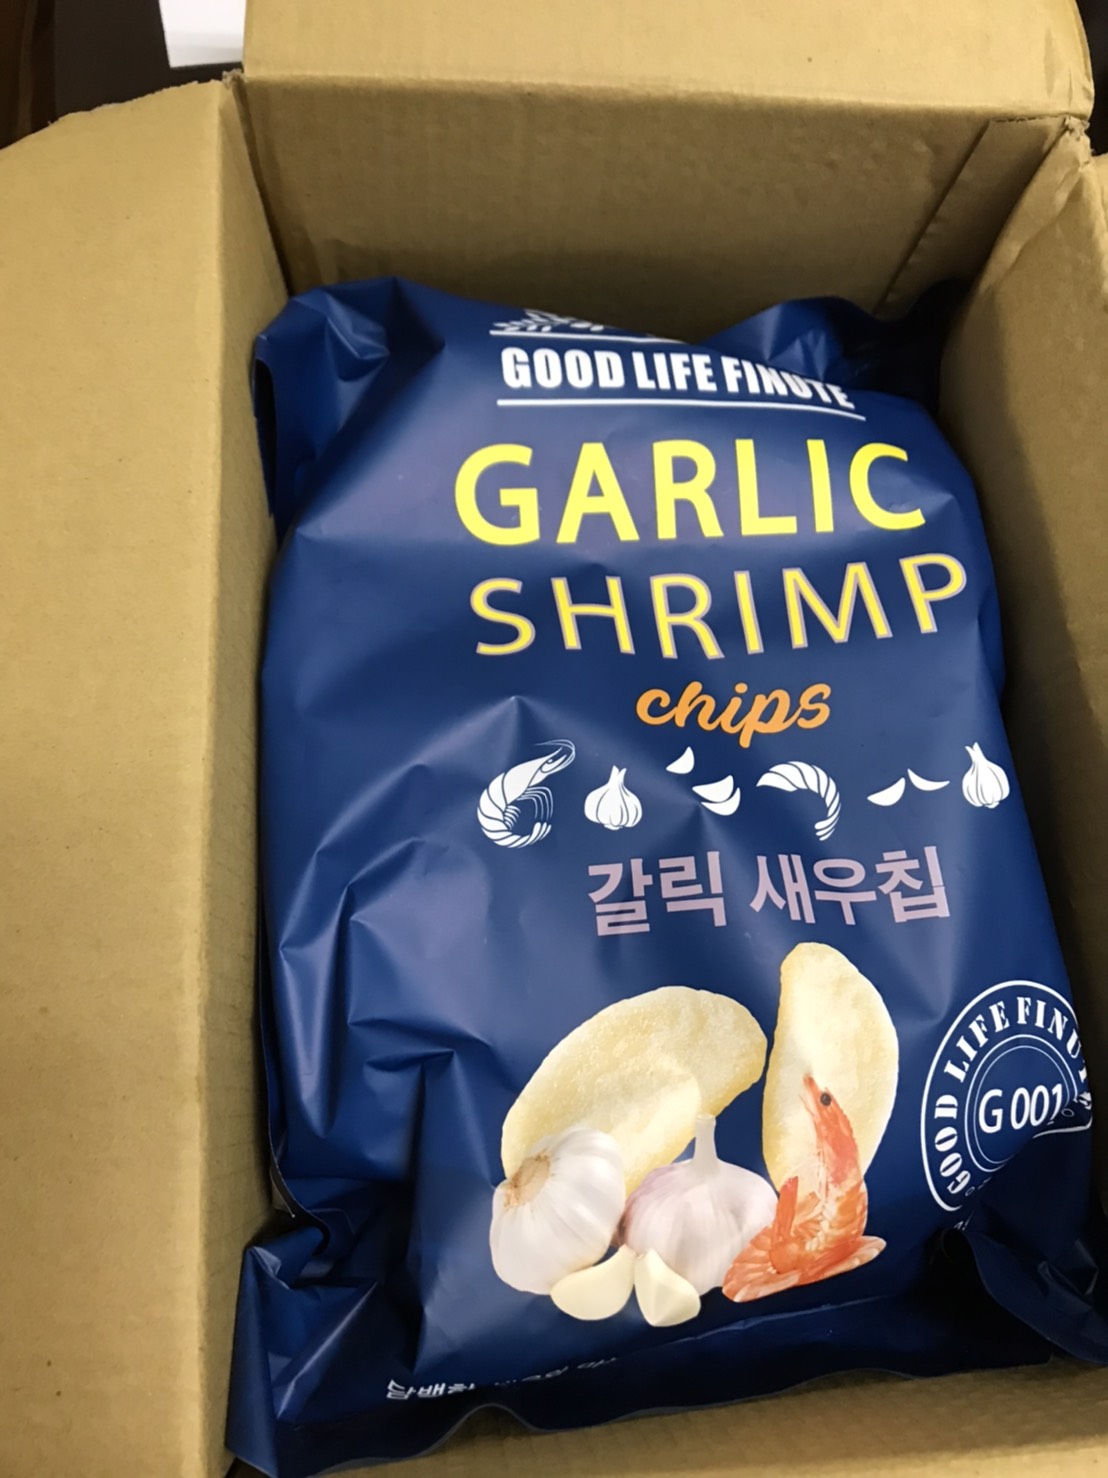 GOOD LIFE FINUTE
GARLIC
SHRIMP
chips
갈릭 새우칩
GOOD LIFE FINUTE
G 001